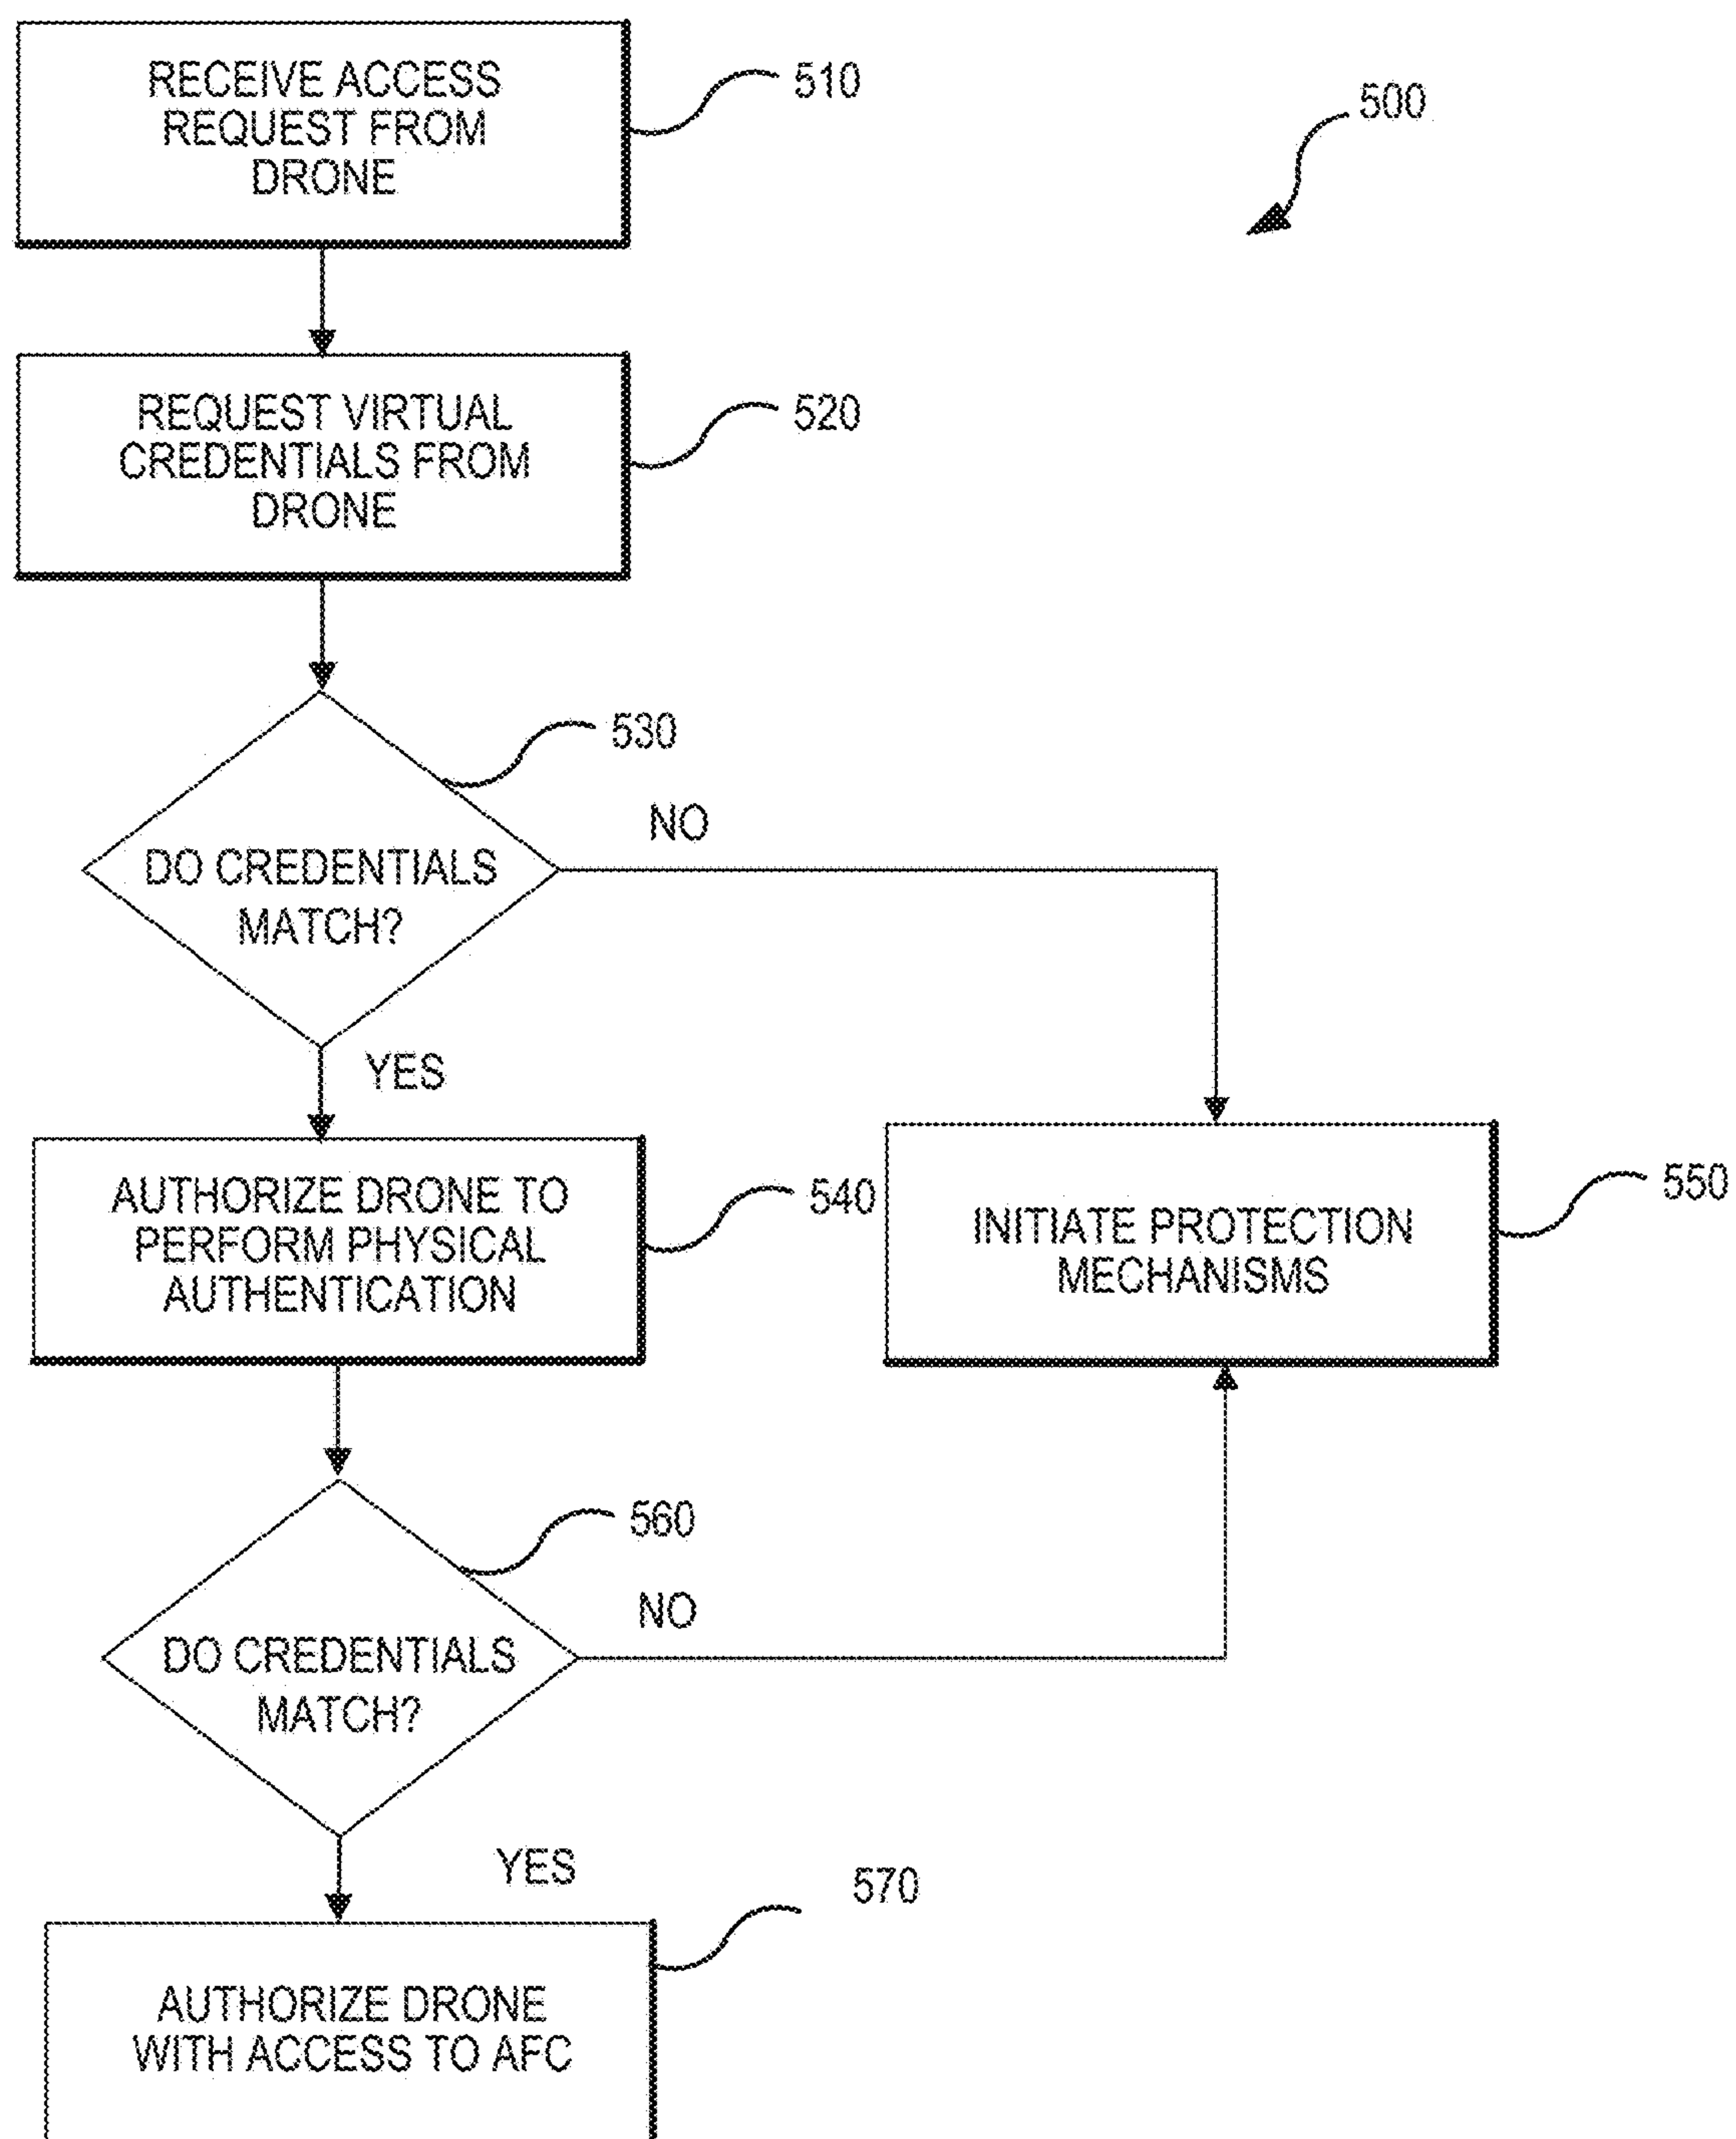 RECEIVE ACCESS
REQUEST FROM
DRONE
510
500
REQUEST VIRTUAL
CREDENTIALS FROM
DRONE
520
530
NO
DO CREDENTIALS
MATCH?
YES
AUTHORIZE DRONE TO
PERFORM PHYSICAL
AUTHENTICATION
540
INITIATE PROTECTION
MECHANISMS
550
560
NO
DO CREDENTIALS
MATCH?
YES
570
AUTHORIZE DRONE
WITH ACCESS TO AFC